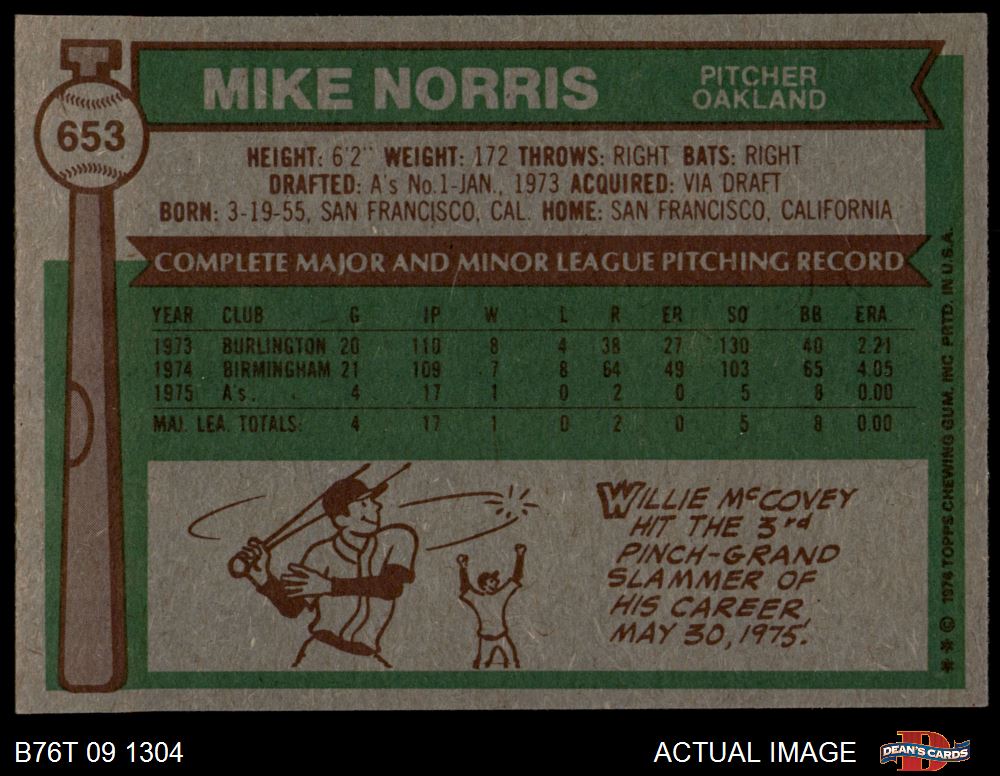 653
MIKE NORRIS
PITCHER
OAKLAND
HEIGHT: 6'2" WEIGHT: 172 THROWS: RIGHT BATS: RIGHT
DRAFTED: A's No.1-JAN., 1973 ACQUIRED: VIA DRAFT
BORN: 3-19-55, SAN FRANCISCO, CAL. HOME: SAN FRANCISCO, CALIFORNIA
COMPLETE MAJOR AND MINOR LEAGUE PITCHING RECORD
YEAR CLUB G IP W L R ER SO BB ERA
1973 BURLINGTON 20 110 8 4 38 27 130 40 2.21
1974 BIRMINGHAM 21 109 7 8 64 49 103 65 4.05
1975 A's. 4 17 1 0 2 0 5 8 0.00
MAJ. LEA. TOTALS: 4 17 1 0 2 0 5 8 0.00
WILLIE McCOVEY
HIT THE 3rd
PINCH-GRAND
SLAMMER OF
HIS CAREER
MAY 30, 1975.
** © 1976 TOPPS CHEWING GUM, INC PRTD. IN U.S.A.
B76T 09 1304
ACTUAL IMAGE
DEAN'S CARDS